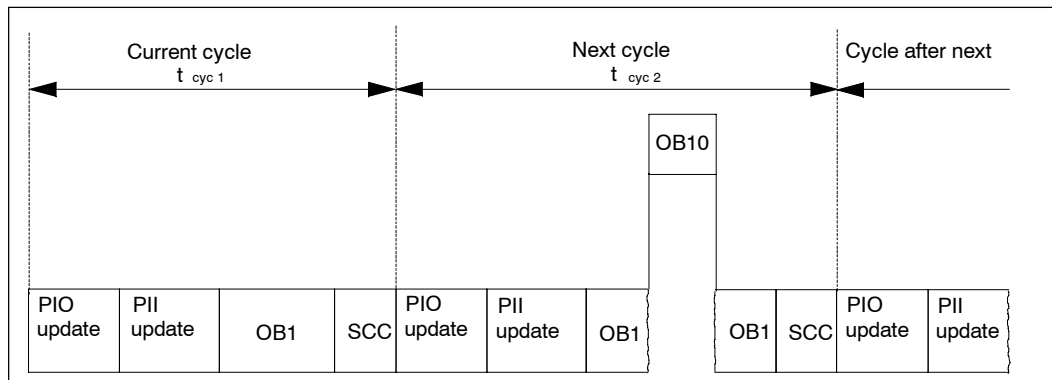 Current cycle
t cyc 1
Next cycle
t cyc 2
Cycle after next
OB10
PIO
update
PII
update
OB1
SCC
PIO
update
PII
update
OB1
OB1
SCC
PIO
update
PII
update